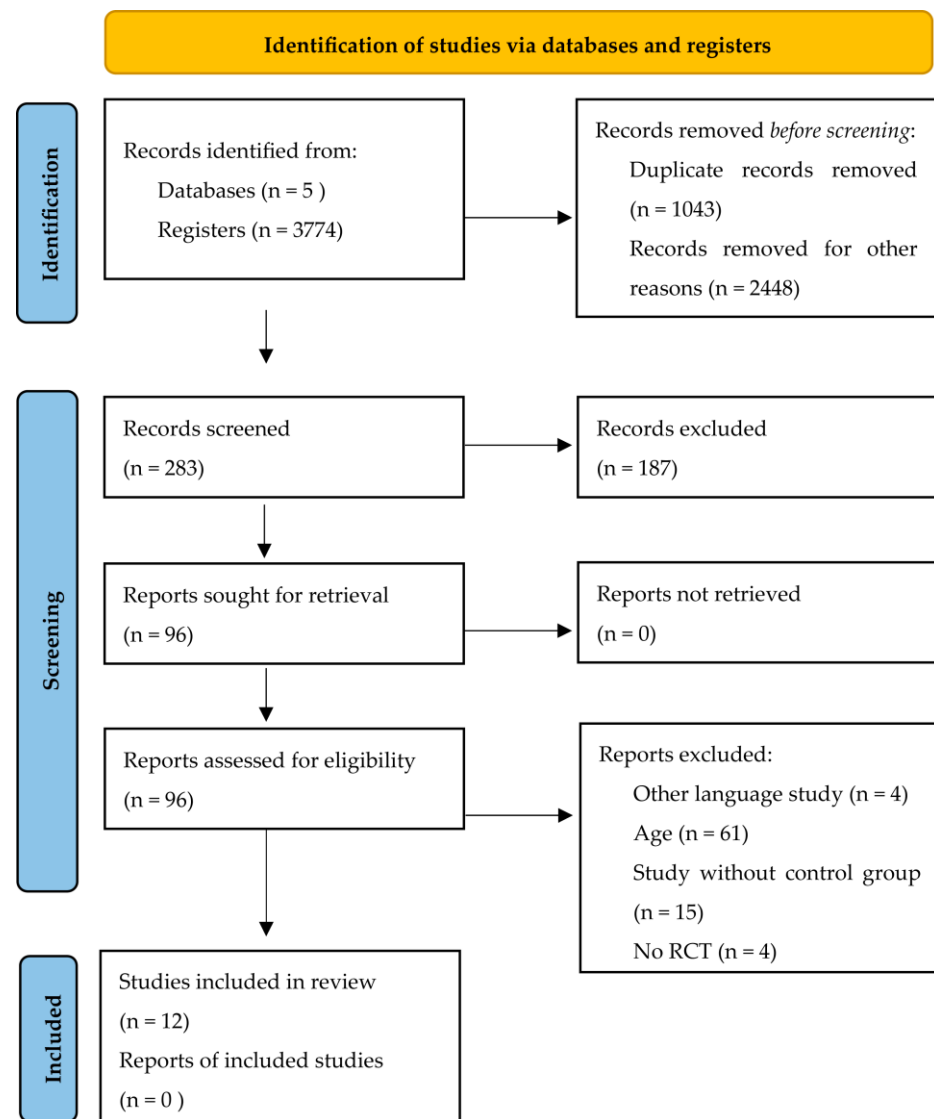 Identification of studies via databases and registers
Identification
Records identified from:
Databases (n = 5 )
Registers (n = 3774)
Records removed before screening:
Duplicate records removed
(n = 1043)
Records removed for other
reasons (n = 2448)
Screening
Records screened
(n = 283)
Records excluded
(n = 187)
Reports sought for retrieval
(n = 96)
Reports not retrieved
(n = 0)
Reports assessed for eligibility
(n = 96)
Reports excluded:
Other language study (n = 4)
Age (n = 61)
Study without control group
(n = 15)
No RCT (n = 4)
Included
Studies included in review
(n = 12)
Reports of included studies
(n = 0 )